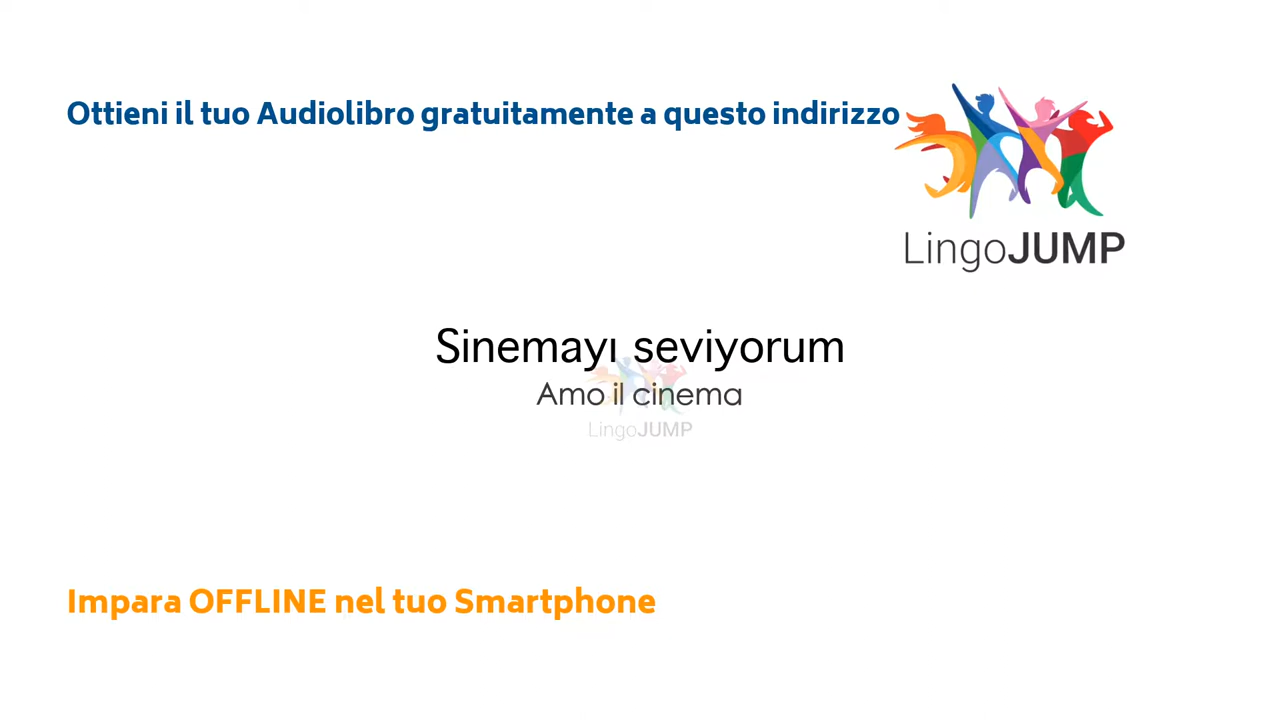 Ottieni il tuo Audiolibro gratuitamente a questo indirizzo
LingoJUMP
Sinemayı seviyorum
Amo il cinema
LingoJUMP
Impara OFFLINE nel tuo Smartphone